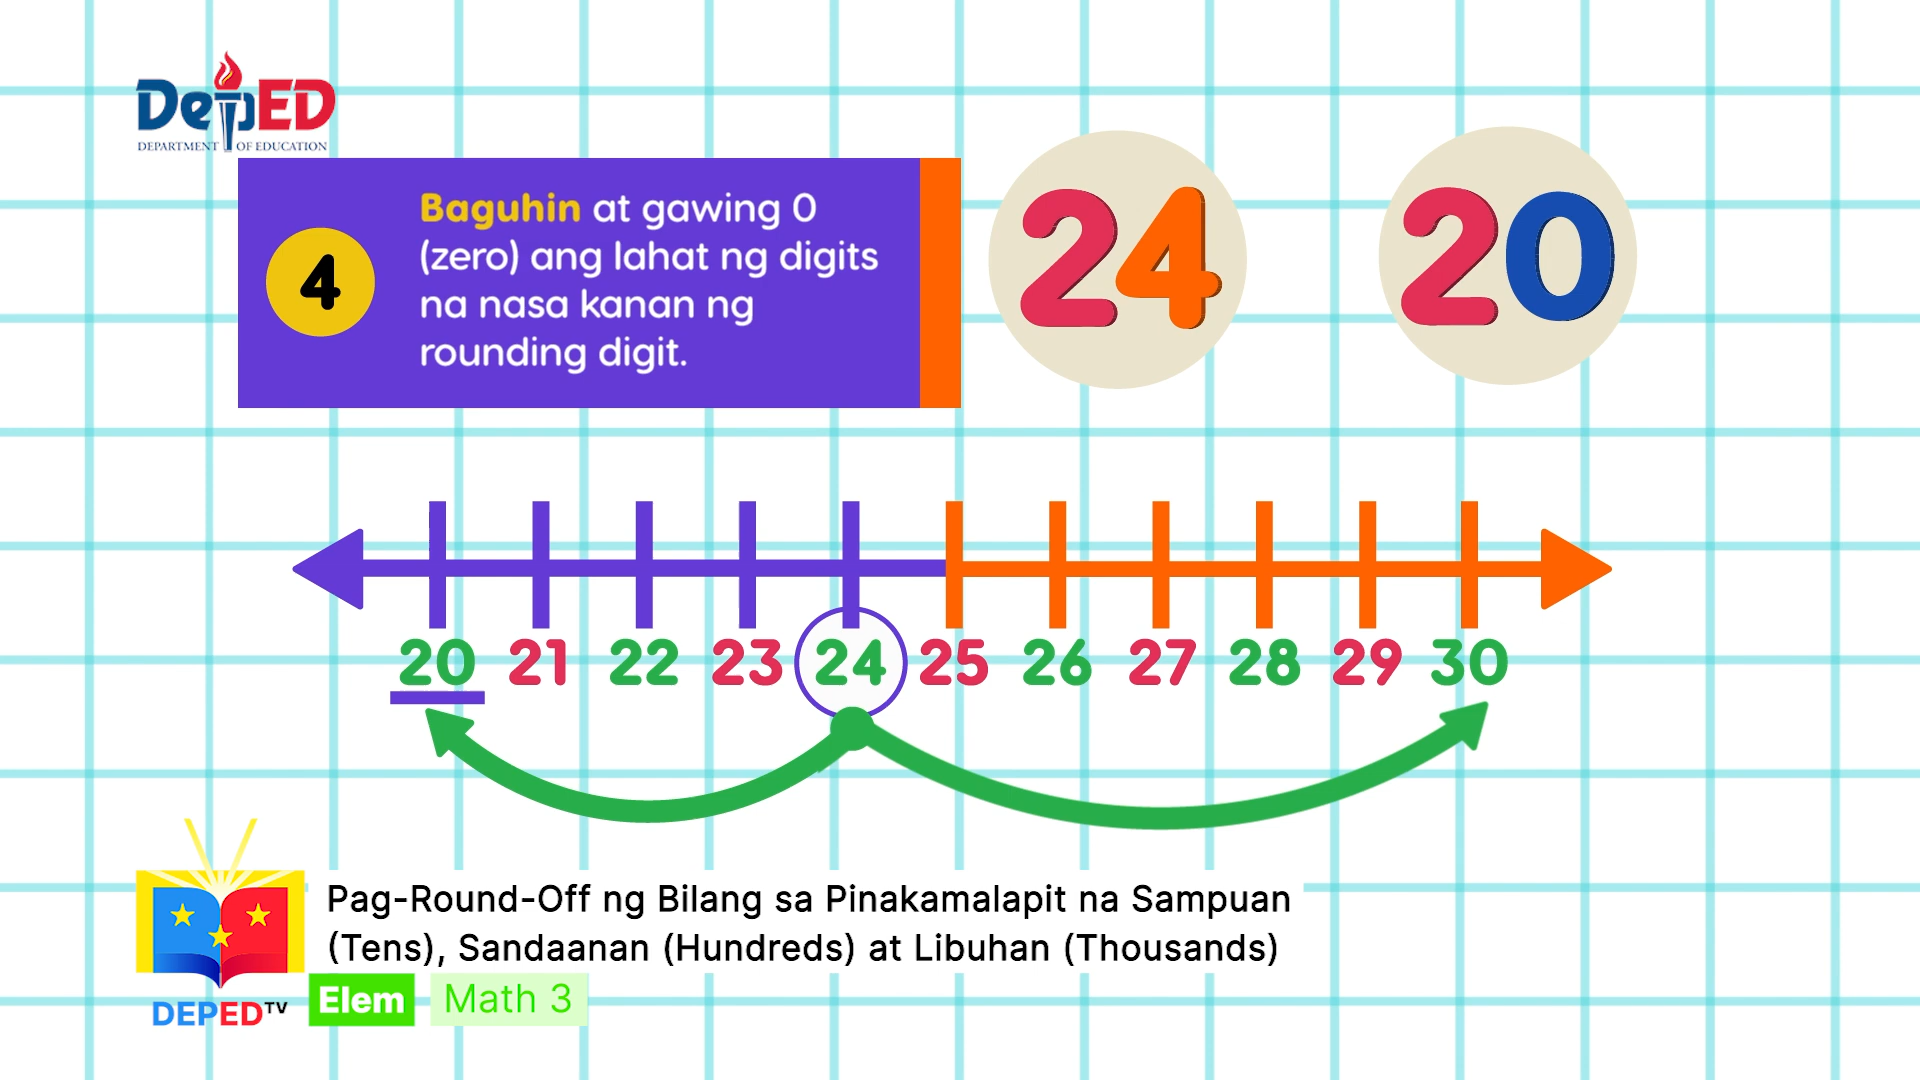 DepED
DEPARTMENT OF EDUCATION
4
Baguhin at gawing 0
(zero) ang lahat ng digits
na nasa kanan ng
rounding digit.
24
20
20 21 22 23 24 25 26 27 28 29 30
Pag-Round-Off ng Bilang sa Pinakamalapit na Sampuan
(Tens), Sandaanan (Hundreds) at Libuhan (Thousands)
DEPED TV
Elem
Math 3